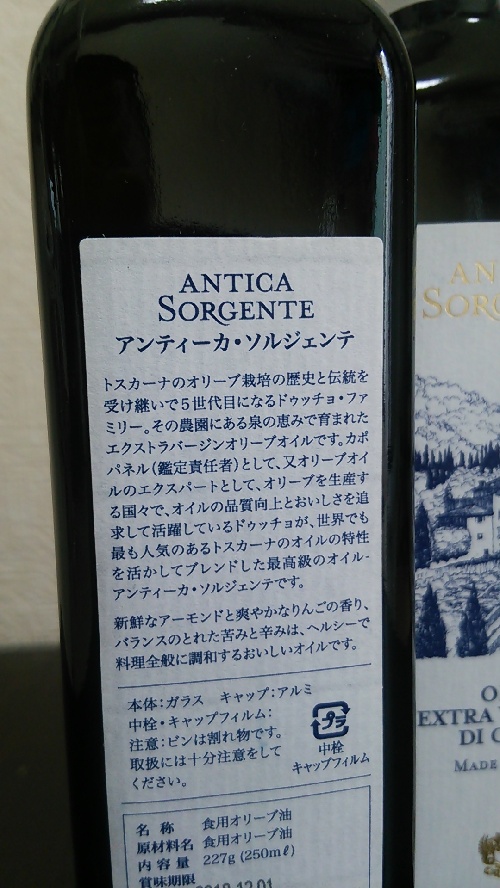 ANTICA
SORGENTE
アンティーカ・ソルジェンテ
トスカーナのオリーブ栽培の歴史と伝統を
受け継いで5世代目になるドゥッチョ・ファ
ミリー。その農園にある泉の恵みで育まれた
エクストラバージンオリーブオイルです。カポ
パネル(鑑定責任者)として、又オリーブオイ
ルのエクスパートとして、オリーブを生産す
る国々で、オイルの品質向上とおいしさを追
求して活躍しているドゥッチョが、世界でも
最も人気のあるトスカーナのオイルの特性
を活かしてブレンドした最高級のオイル-
アンティーカ・ソルジェンテです。
新鮮なアーモンドと爽やかなりんごの香り、
バランスのとれた苦みと辛みは、ヘルシーで
料理全般に調和するおいしいオイルです。
本体:ガラス キャップ:アルミ
中栓・キャップフィルム:
注意:ビンは割れ物です。
取扱には十分注意をして
ください。
プラ
中栓
キャップフィルム
名称 食用オリーブ油
原材料名 食用オリーブ油
内容量 227g (250mℓ)
賞味期限 2018.12.01
AN
SORG
O
EXTRA
DI
MADE